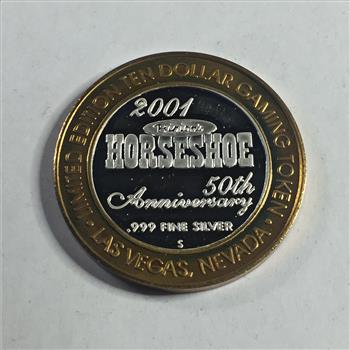 LIMITED EDITION TEN DOLLAR GAMING TOKEN
• LAS VEGAS, NEVADA •
2001
HORSESHOE
50th
Anniversary
.999 FINE SILVER
S